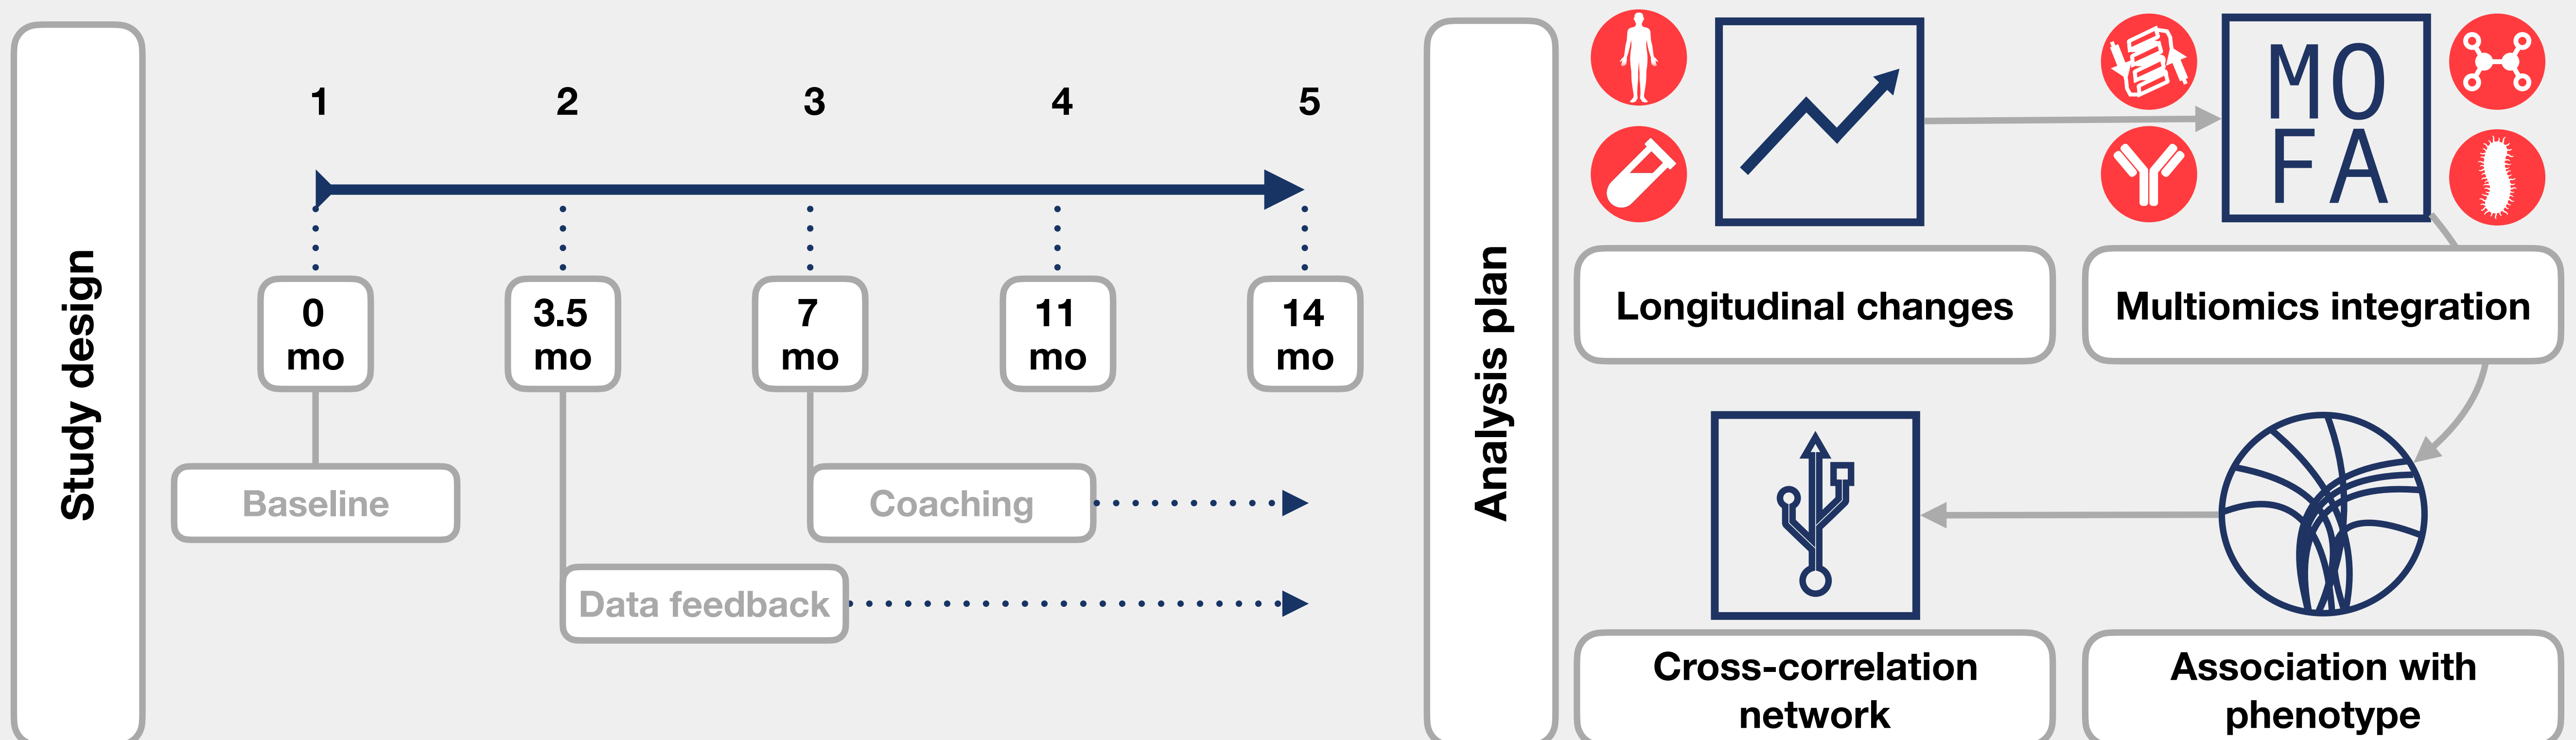 Study design
1
2
3
4
5
0
mo
3.5
mo
7
mo
11
mo
14
mo
Baseline
Coaching
Data feedback
Analysis plan
MO
FA
Longitudinal changes
Multiomics integration
Cross-correlation
network
Association with
phenotype